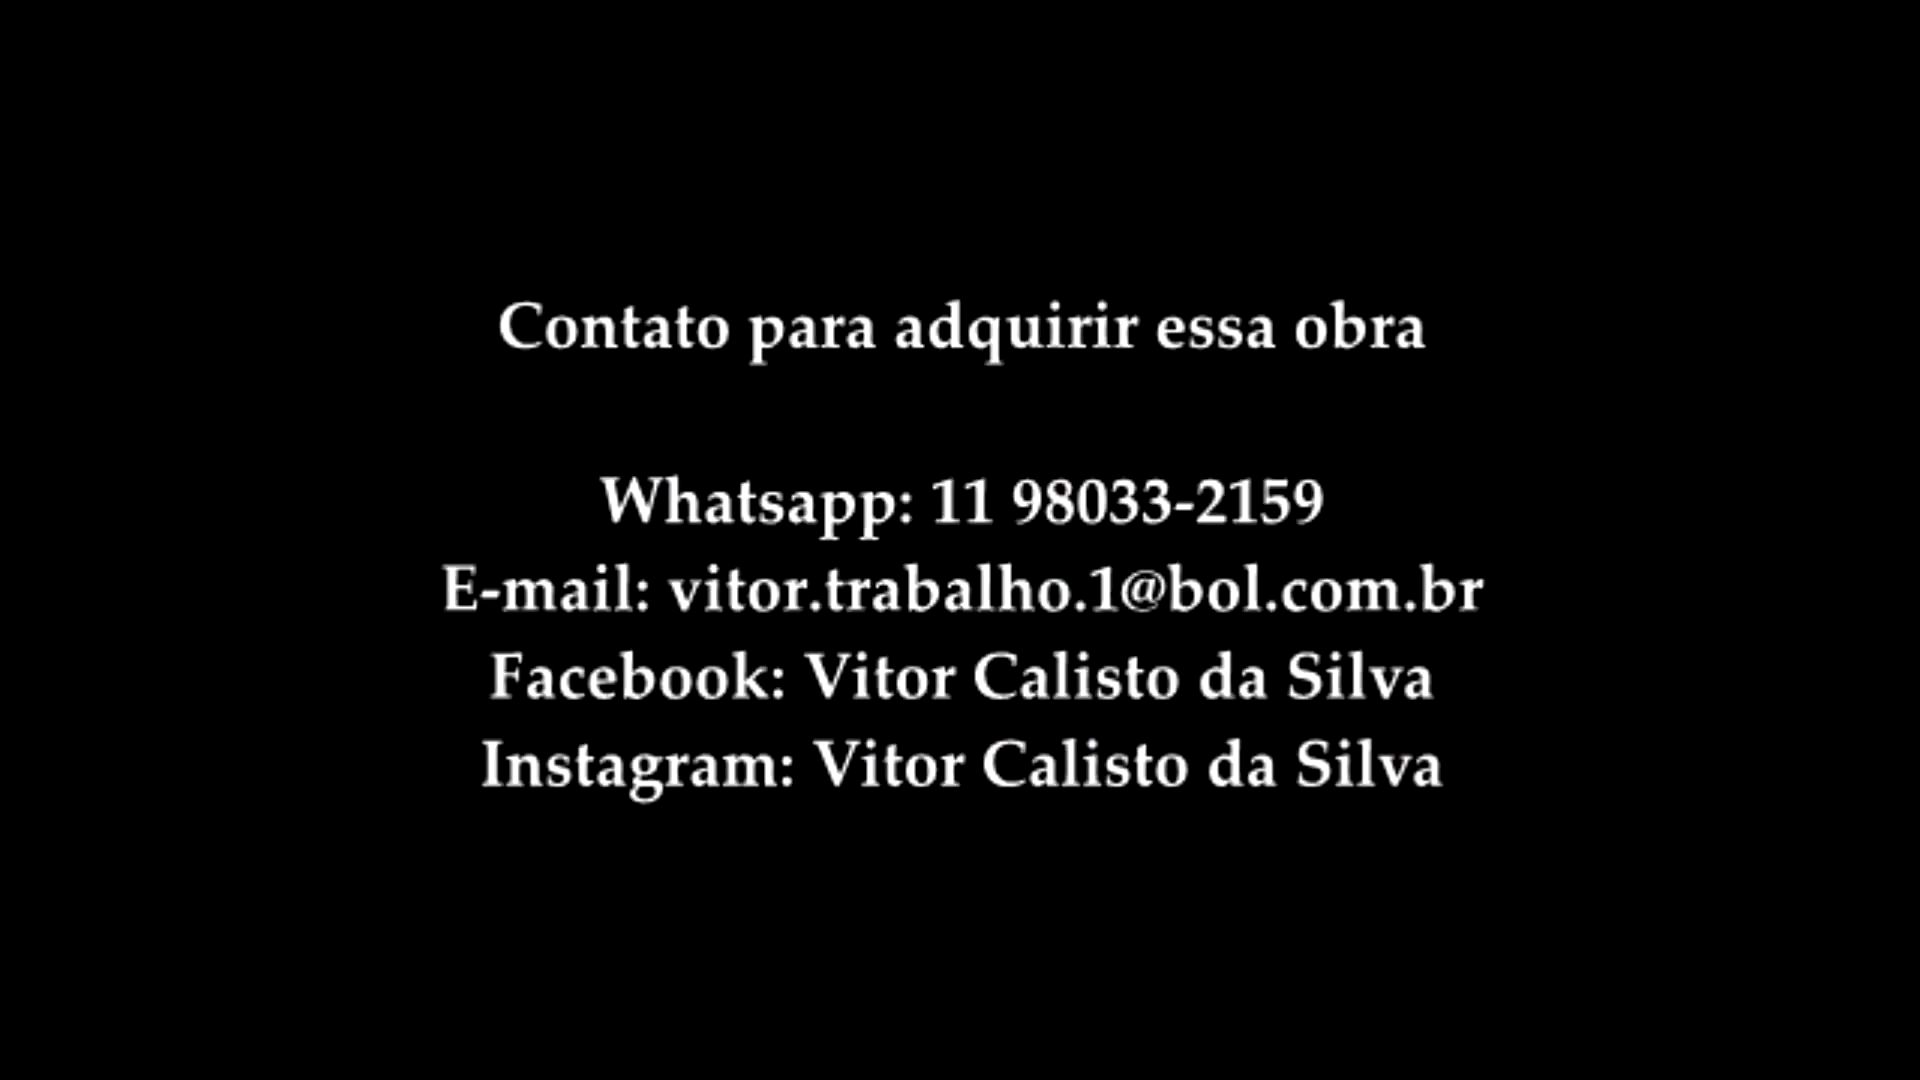 Contato para adquirir essa obra
Whatsapp: 11 98033-2159
E-mail: vitor.trabalho.1@bol.com.br
Facebook: Vitor Calisto da Silva
Instagram: Vitor Calisto da Silva